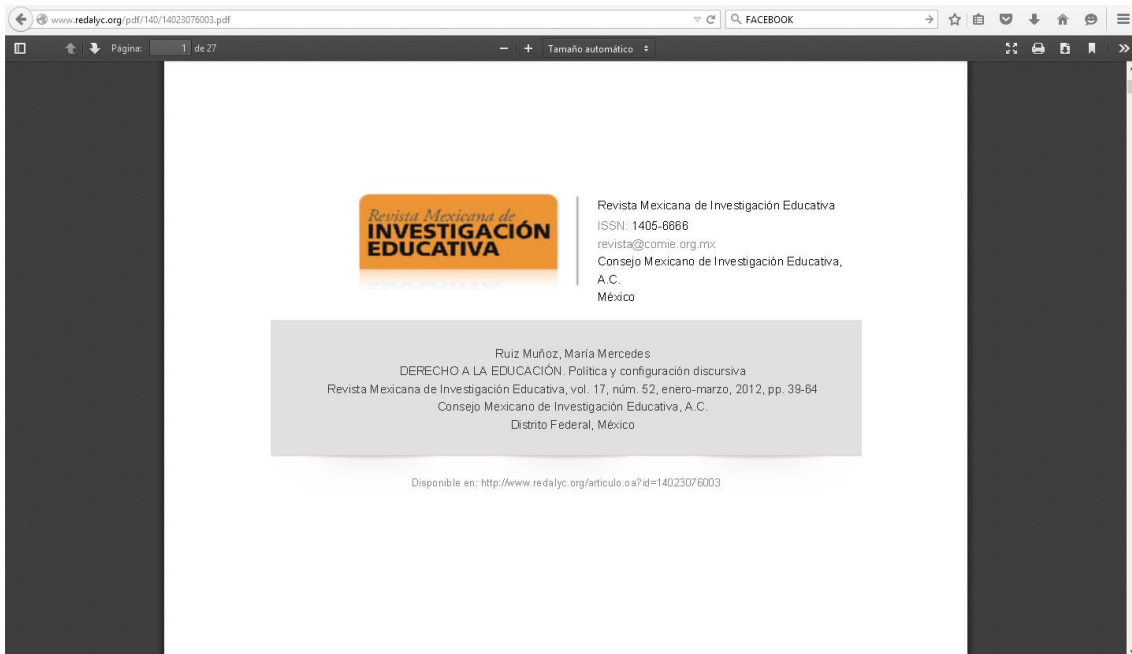 www.redalyc.org/pdf/140/14023076003.pdf
FACEBOOK
Página: 1 de 27
Tamaño automático
Revista Mexicana de
INVESTIGACIÓN
EDUCATIVA
Revista Mexicana de Investigación Educativa
ISSN: 1405-6666
revista@comie.org.mx
Consejo Mexicano de Investigación Educativa,
A.C.
México
Ruiz Muñoz, María Mercedes
DERECHO A LA EDUCACIÓN. Política y configuración discursiva
Revista Mexicana de Investigación Educativa, vol. 17, núm. 52, enero-marzo, 2012, pp. 39-64
Consejo Mexicano de Investigación Educativa, A.C.
Distrito Federal, México
Disponible en: http://www.redalyc.org/articulo.oa?id=14023076003